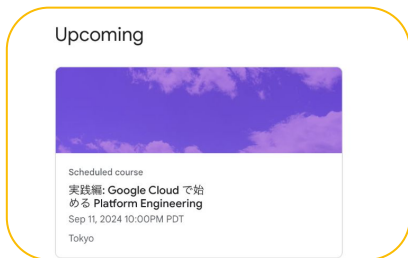 Upcoming
Scheduled course
実践編: Google Cloud で始
める Platform Engineering
Sep 11, 2024 10:00PM PDT
Tokyo